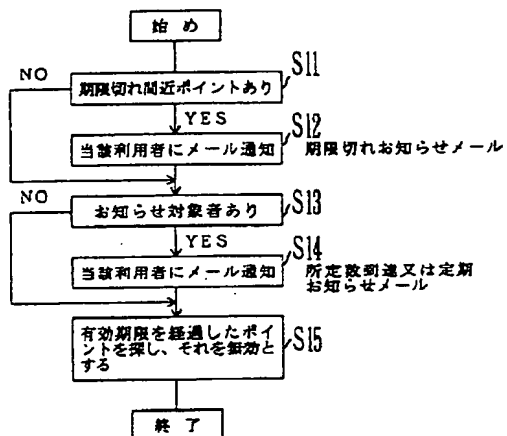 始め
S11
NO
期限切れ間近ポイントあり
YES
S12
当該利用者にメール通知
期限切れお知らせメール
NO
S13
お知らせ対象者あり
YES
S14
当該利用者にメール通知
所定数到達又は定期
お知らせメール
有効期限を経過したポイ
ントを探し、それを無効と
する
S15
終了